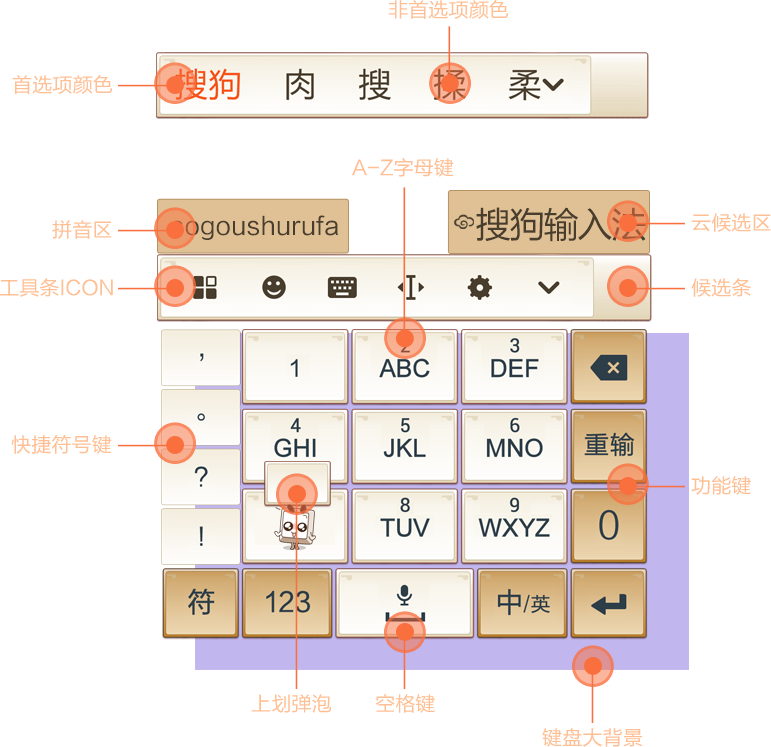 非首选项颜色
首选项颜色
搜狗 肉 搜 揉 柔
A-Z字母键
拼音区
ogoushurufa
搜狗输入法
云候选区
工具条ICON
候选条
,
1
2
ABC
3
DEF
。
快捷符号键
4
GHI
5
JKL
6
MNO
重输
?
功能键
8
TUV
9
WXYZ
0
!
符
123
中/英
上划弹泡
空格键
键盘大背景